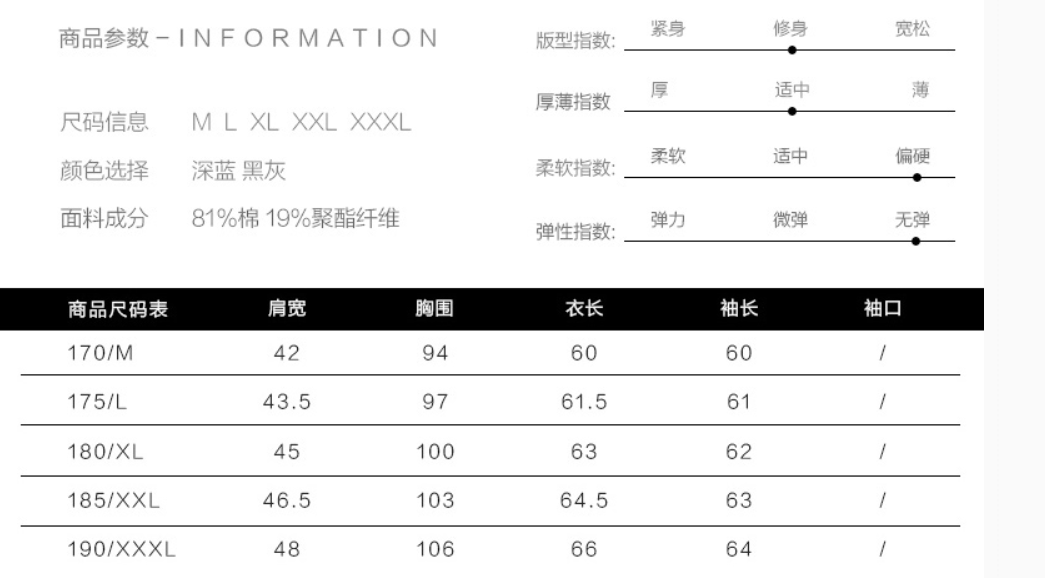 商品参数 – INFORMATION
尺码信息 M L XL XXL XXXL
颜色选择 深蓝 黑灰
面料成分 81%棉 19%聚酯纤维
紧身 修身 宽松
版型指数:
厚 适中 薄
厚薄指数
柔软 适中 偏硬
柔软指数:
弹力 微弹 无弹
弹性指数:
商品尺码表 肩宽 胸围 衣长 袖长 袖口
170/M 42 94 60 60 /
175/L 43.5 97 61.5 61 /
180/XL 45 100 63 62 /
185/XXL 46.5 103 64.5 63 /
190/XXXL 48 106 66 64 /